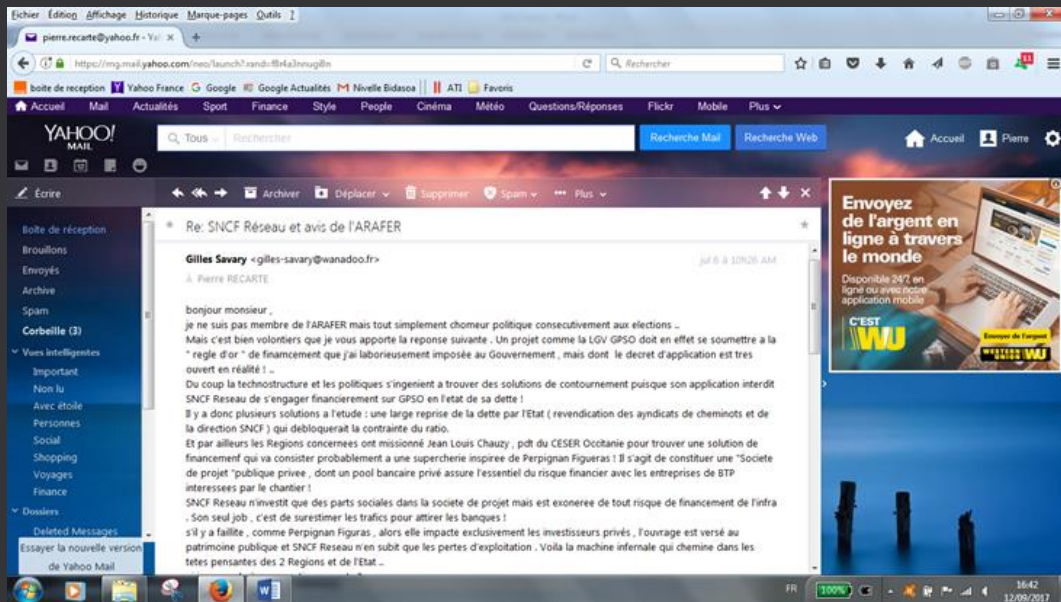 Fichier Édition Affichage Historique Marque-pages Outils ?
pierre.recarte@yahoo.fr - Ya
https://mg.mail.yahoo.com/neo/launch?.rand=f8r4a3nnugi8n
Rechercher
11
boite de reception Yahoo France Google Google Actualités Nivelle Bidasoa ATI Favoris
Accueil Mail Actualités Sport Finance Style People Cinéma Météo Questions/Réponses Flickr Mobile Plus
YAHOO!
MAIL
Tous Rechercher Recherche Mail Recherche Web Accueil Pierre
Écrire
Archiver Déplacer Supprimer Spam Plus
Boîte de réception
Brouillons
Envoyés
Archive
Spam
Corbeille (3)
Vues intelligentes
Important
Non lu
Avec étoile
Personnes
Social
Shopping
Voyages
Finance
Dossiers
Deleted Messages
Essayer la nouvelle version
de Yahoo Mail
Re: SNCF Réseau et avis de l'ARAFER
Gilles Savary <gilles-savary@wanadoo.fr> jul 6 à 10h26 AM
À Pierre RECARTE
bonjour monsieur ,
je ne suis pas membre de l'ARAFER mais tout simplement chomeur politique consecutivement aux elections ..
Mais c'est bien volontiers que je vous apporte la reponse suivante . Un projet comme la LGV GPSO doit en effet se soumettre a la
" regle d'or " de financement que j'ai laborieusement imposée au Gouvernement , mais dont le decret d'application est tres
ouvert en réalité ! ..
Du coup la technostructure et les politiques s'ingenient a trouver des solutions de contournement puisque son application interdit
SNCF Reseau de s'engager financierement sur GPSO en l'etat de sa dette !
Il y a donc plusieurs solutions a l'etude : une large reprise de la dette par l'Etat ( revendication des syndicats de cheminots et de
la direction SNCF ) qui debloquerait la contrainte du ratio.
Et par ailleurs les Regions concernees ont missionné Jean Louis Chauzy , pdt du CESER Occitanie pour trouver une solution de
financement qui va consister probablement a une supercherie inspiree de Perpignan Figueras ! Il s'agit de constituer une "Societe
de projet "publique privee , dont un pool bancaire privé assure l'essentiel du risque financier avec les entreprises de BTP
interessees par le chantier !
SNCF Reseau n'investit que des parts sociales dans la societe de projet mais est exoneree de tout risque de financement de l'infra
. Son seul job , c'est de surestimer les trafics pour attirer les banques !
s'il y a faillite , comme Perpignan Figueras , alors elle impacte exclusivement les investisseurs privés , l'ouvrage est versé au
patrimoine publique et SNCF Reseau n'en subit que les pertes d'exploitation . Voila la machine infernale qui chemine dans les
tetes pensantes des 2 Regions et de l'Etat ..
Envoyez
de l'argent en
ligne à travers
le monde
Disponible 24/7 en
ligne ou avec notre
application mobile
C'EST
WU
Envoyer de l'argent
WESTERN UNION WU
FR 100% 16:42
12/09/2017